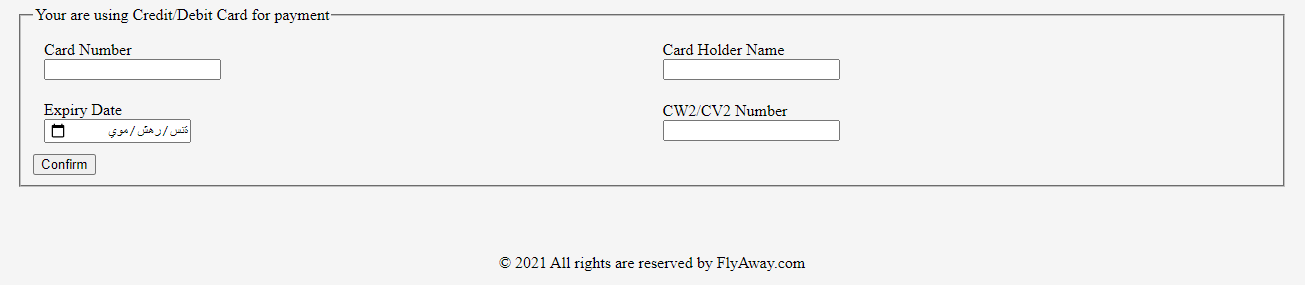 Your are using Credit/Debit Card for payment
Card Number
Card Holder Name
Expiry Date
CW2/CV2 Number
يوم/شهر/سنة
Confirm
© 2021 All rights are reserved by FlyAway.com